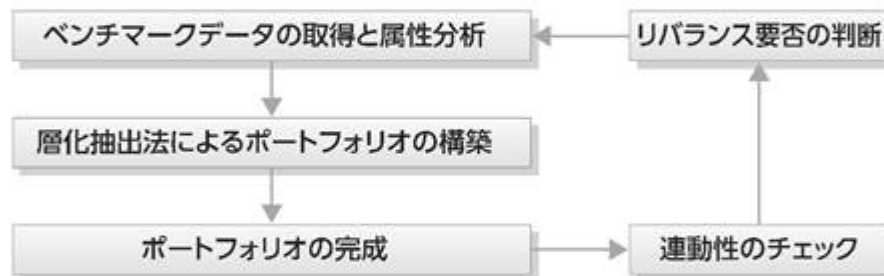 ベンチマークデータの取得と属性分析
リバランス要否の判断
層化抽出法によるポートフォリオの構築
ポートフォリオの完成
連動性のチェック